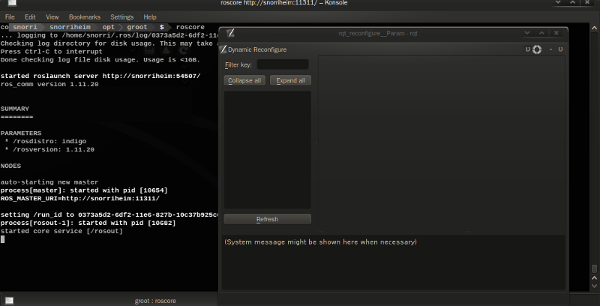 roscore http://snorriheim:11311/ – Konsole
File Edit View Bookmarks Settings Help
snorri snorriheim opt groot $ roscore
... logging to /home/snorri/.ros/log/0373a5d2-6df2-11e
Checking log directory for disk usage. This may take
Press Ctrl-C to interrupt
Done checking log file disk usage. Usage is <1GB.
started roslaunch server http://snorriheim:54507/
ros_comm version 1.11.20
SUMMARY
========
PARAMETERS
* /rosdistro: indigo
* /rosversion: 1.11.20
NODES
auto-starting new master
process[master]: started with pid [10654]
ROS_MASTER_URI=http://snorriheim:11311/
setting /run_id to 0373a5d2-6df2-11e6-827b-10c37b925c
process[rosout-1]: started with pid [10682]
started core service [/rosout]
rqt_reconfigure__Param - rqt
Dynamic Reconfigure
Filter key:
Collapse all Expand all
Refresh
(System message might be shown here when necessary)
groot : roscore